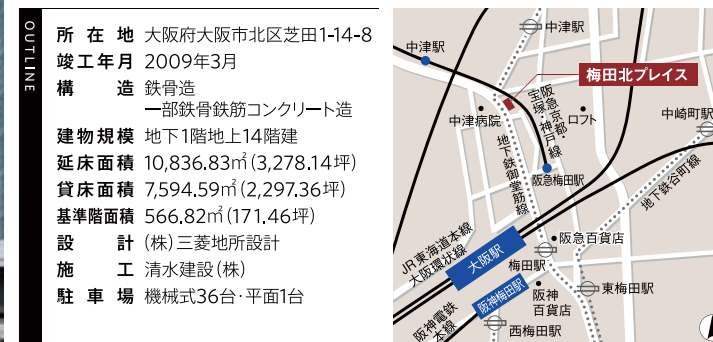 OUTLINE
所在地 大阪府大阪市北区芝田1-14-8
竣工年月 2009年3月
構造 鉄骨造
一部鉄骨鉄筋コンクリート造
建物規模 地下1階地上14階建
延床面積 10,836.83㎡(3,278.14坪)
貸床面積 7,594.59㎡(2,297.36坪)
基準階面積 566.82㎡(171.46坪)
設計 (株)三菱地所設計
施工 清水建設(株)
駐車場 機械式36台・平面1台
中津駅
中津駅
梅田北プレイス
中津病院
阪急京都・
宝塚・神戸線
ロフト
中崎町駅
地下鉄御堂筋線
阪急梅田駅
地下鉄谷町線
JR東海道本線
大阪環状線
大阪駅
阪急百貨店
梅田駅
阪神電鉄
本線
阪神梅田駅
阪神
百貨店
東梅田駅
西梅田駅